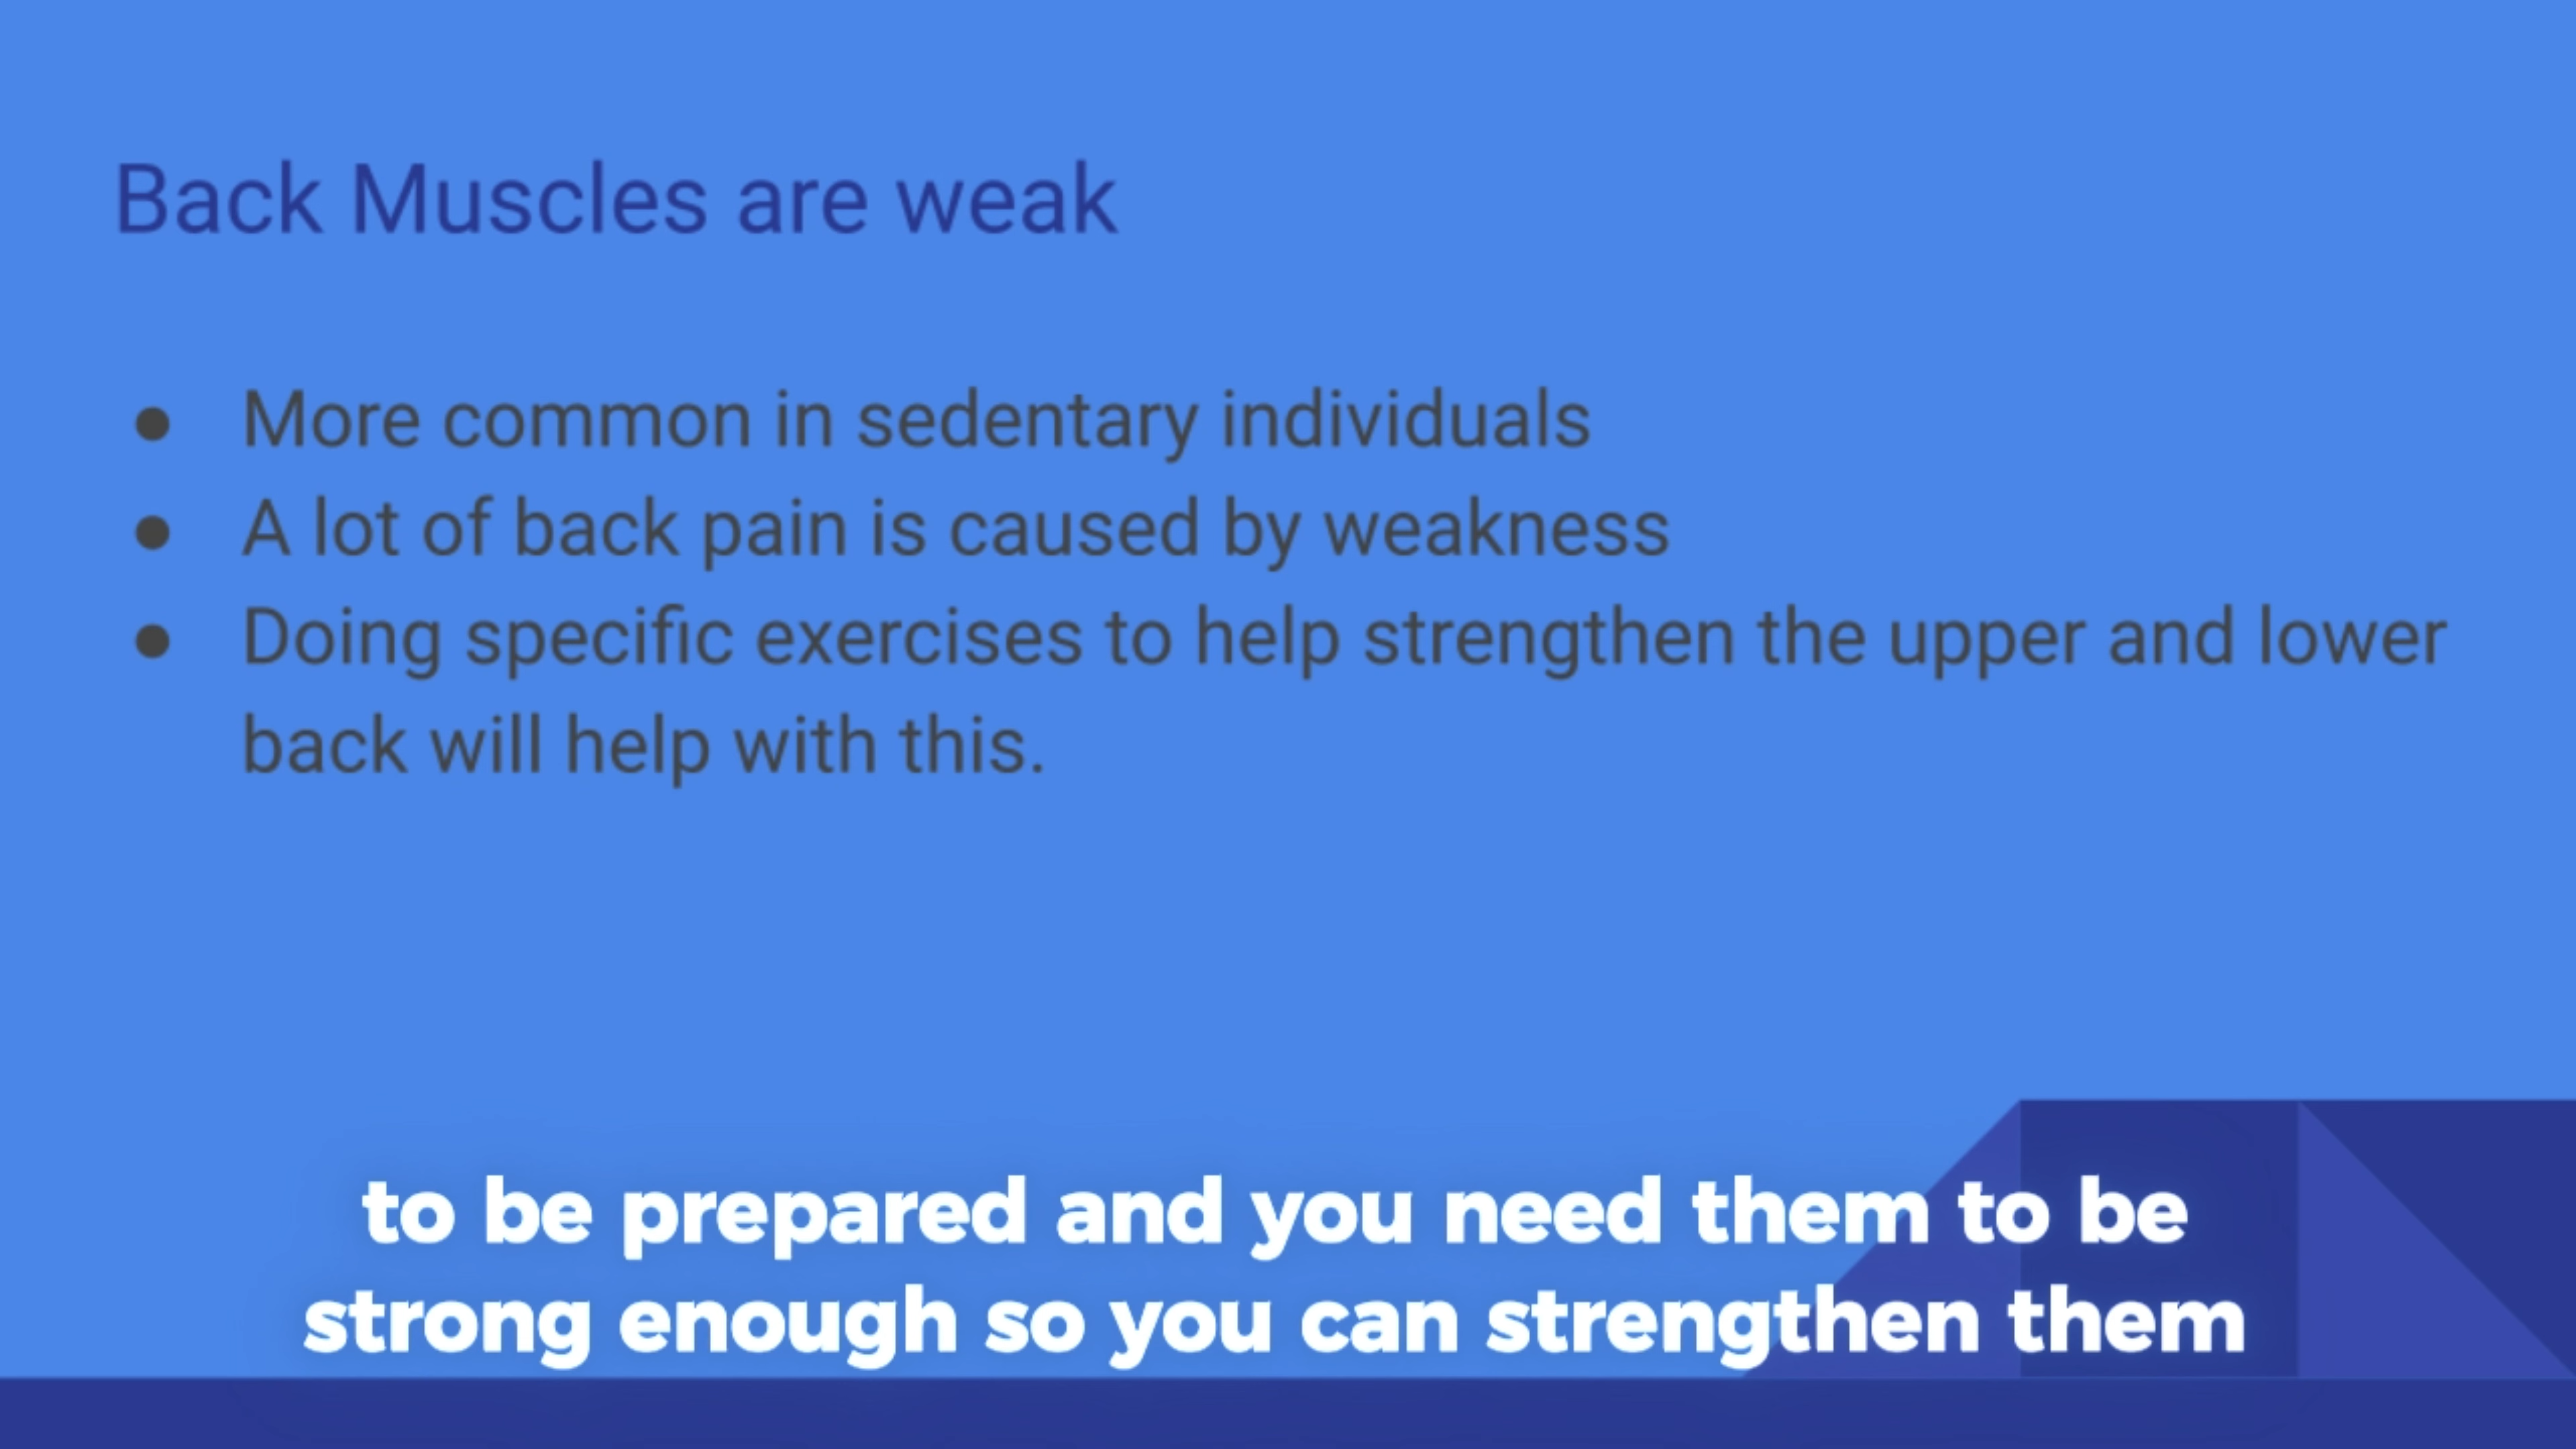 Back Muscles are weak
● More common in sedentary individuals
● A lot of back pain is caused by weakness
● Doing specific exercises to help strengthen the upper and lower
back will help with this.
to be prepared and you need them to be
strong enough so you can strengthen them